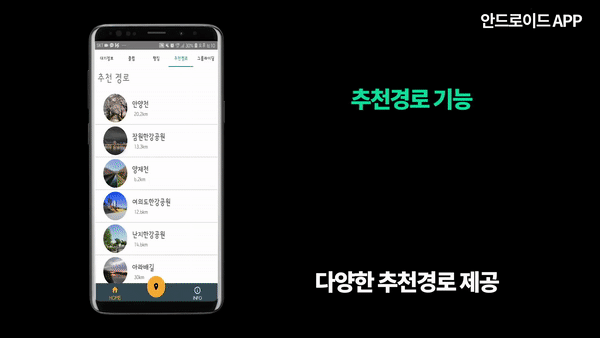 안드로이드 APP
추천경로 기능
추천 경로
안양천
20.2km
잠원한강공원
13.3km
양재천
6.2km
여의도한강공원
12.6km
난지한강공원
14.6km
아라뱃길
30km
HOME
INFO
다양한 추천경로 제공